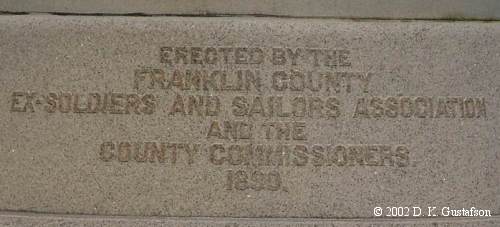 ERECTED BY THE
FRANKLIN COUNTY
EX-SOLDIERS AND SAILORS ASSOCIATION
AND THE
COUNTY COMMISSIONERS.
© 2002 D. K. Gustafson